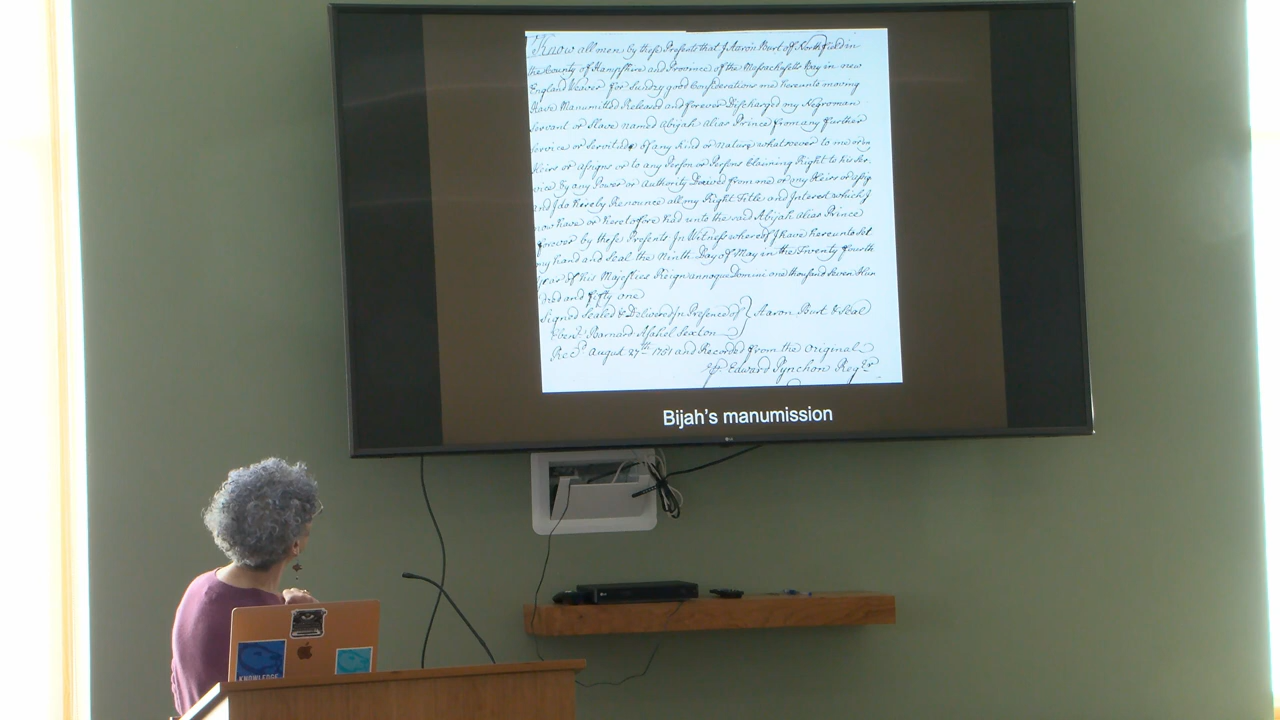 Know all men by these Presents that I Aaron Burt of Northfield in
the County of Hampshire and Province of the Massachusetts Bay in new
England Weaver for Sundry good Considerations me hereunto moving
Have Manumitted Released and forever Discharged my Negroman
Servant or Slave named Abijah Alias Prince from any further
Service or Servitude of any Kind or Nature whatsoever to me or my
Heirs or assigns or to any Person or Persons Claiming Right to his Ser-
vice by any Power or Authority Derived from me or my Heirs or assig
and I do hereby Renounce all my Right Title and Interest which I
now have or heretofore had unto the said Abijah Alias Prince
forever by these Presents In Witness whereof I have hereunto Set
my hand and Seal the Ninth Day of May in the Twenty fourth
year of his Majesties Reign annoque Domini one thousand Seven Hun
dred and fifty one
Signed Sealed & Delivered in Presence of } Aaron Burt & Seal
Ebenr. Barnard Asahel Sexton
Recd. August 27th 1751 and Recorded from the Original
p Edward Pynchon Regr.
Bijah's manumission
LG
KNOWLEDGE